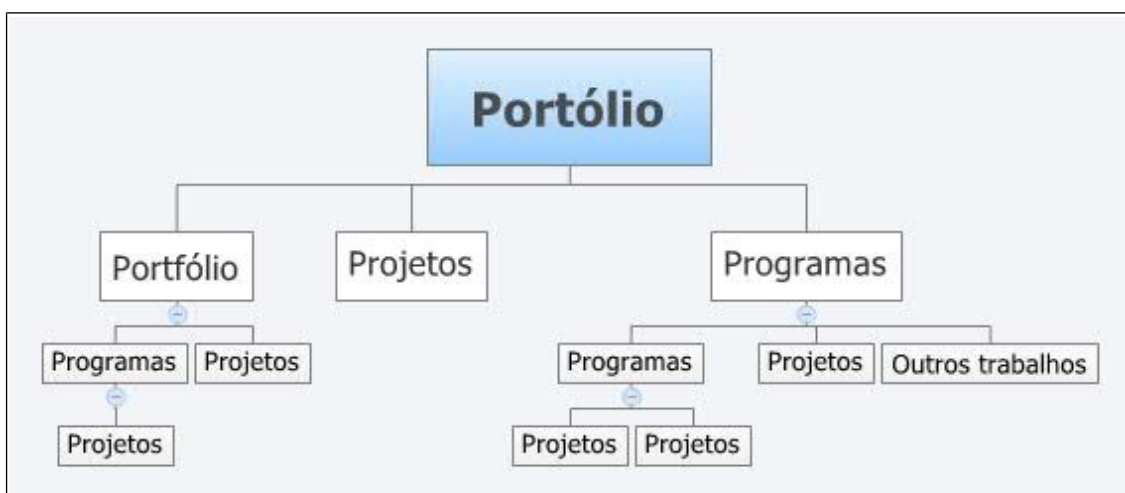 Portólio
Portfólio
Projetos
Programas
Programas
Projetos
Programas
Projetos
Outros trabalhos
Projetos
Projetos
Projetos